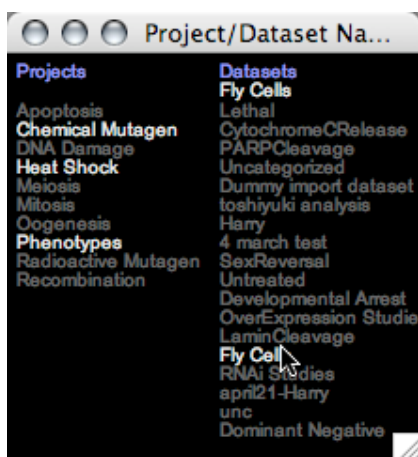 Project/Dataset Na...
Projects
Apoptosis
Chemical Mutagen
DNA Damage
Heat Shock
Meiosis
Mitosis
Oogenesis
Phenotypes
Radioactive Mutagen
Recombination
Datasets
Fly Cells
Lethal
CytochromeCRelease
PARPCleavage
Uncategorized
Dummy import dataset
toshiyuki analysis
Harry
4 march test
SexReversal
Untreated
Developmental Arrest
OverExpression Studie
LaminCleavage
Fly Cell
RNAi Studies
april21-Harry
unc
Dominant Negative